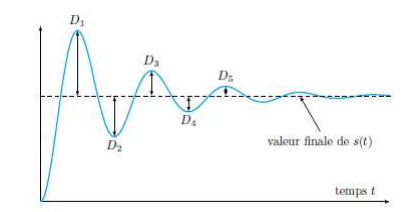 D₁
D₃
D₅
D₄
D₂
valeur finale de s(t)
temps t